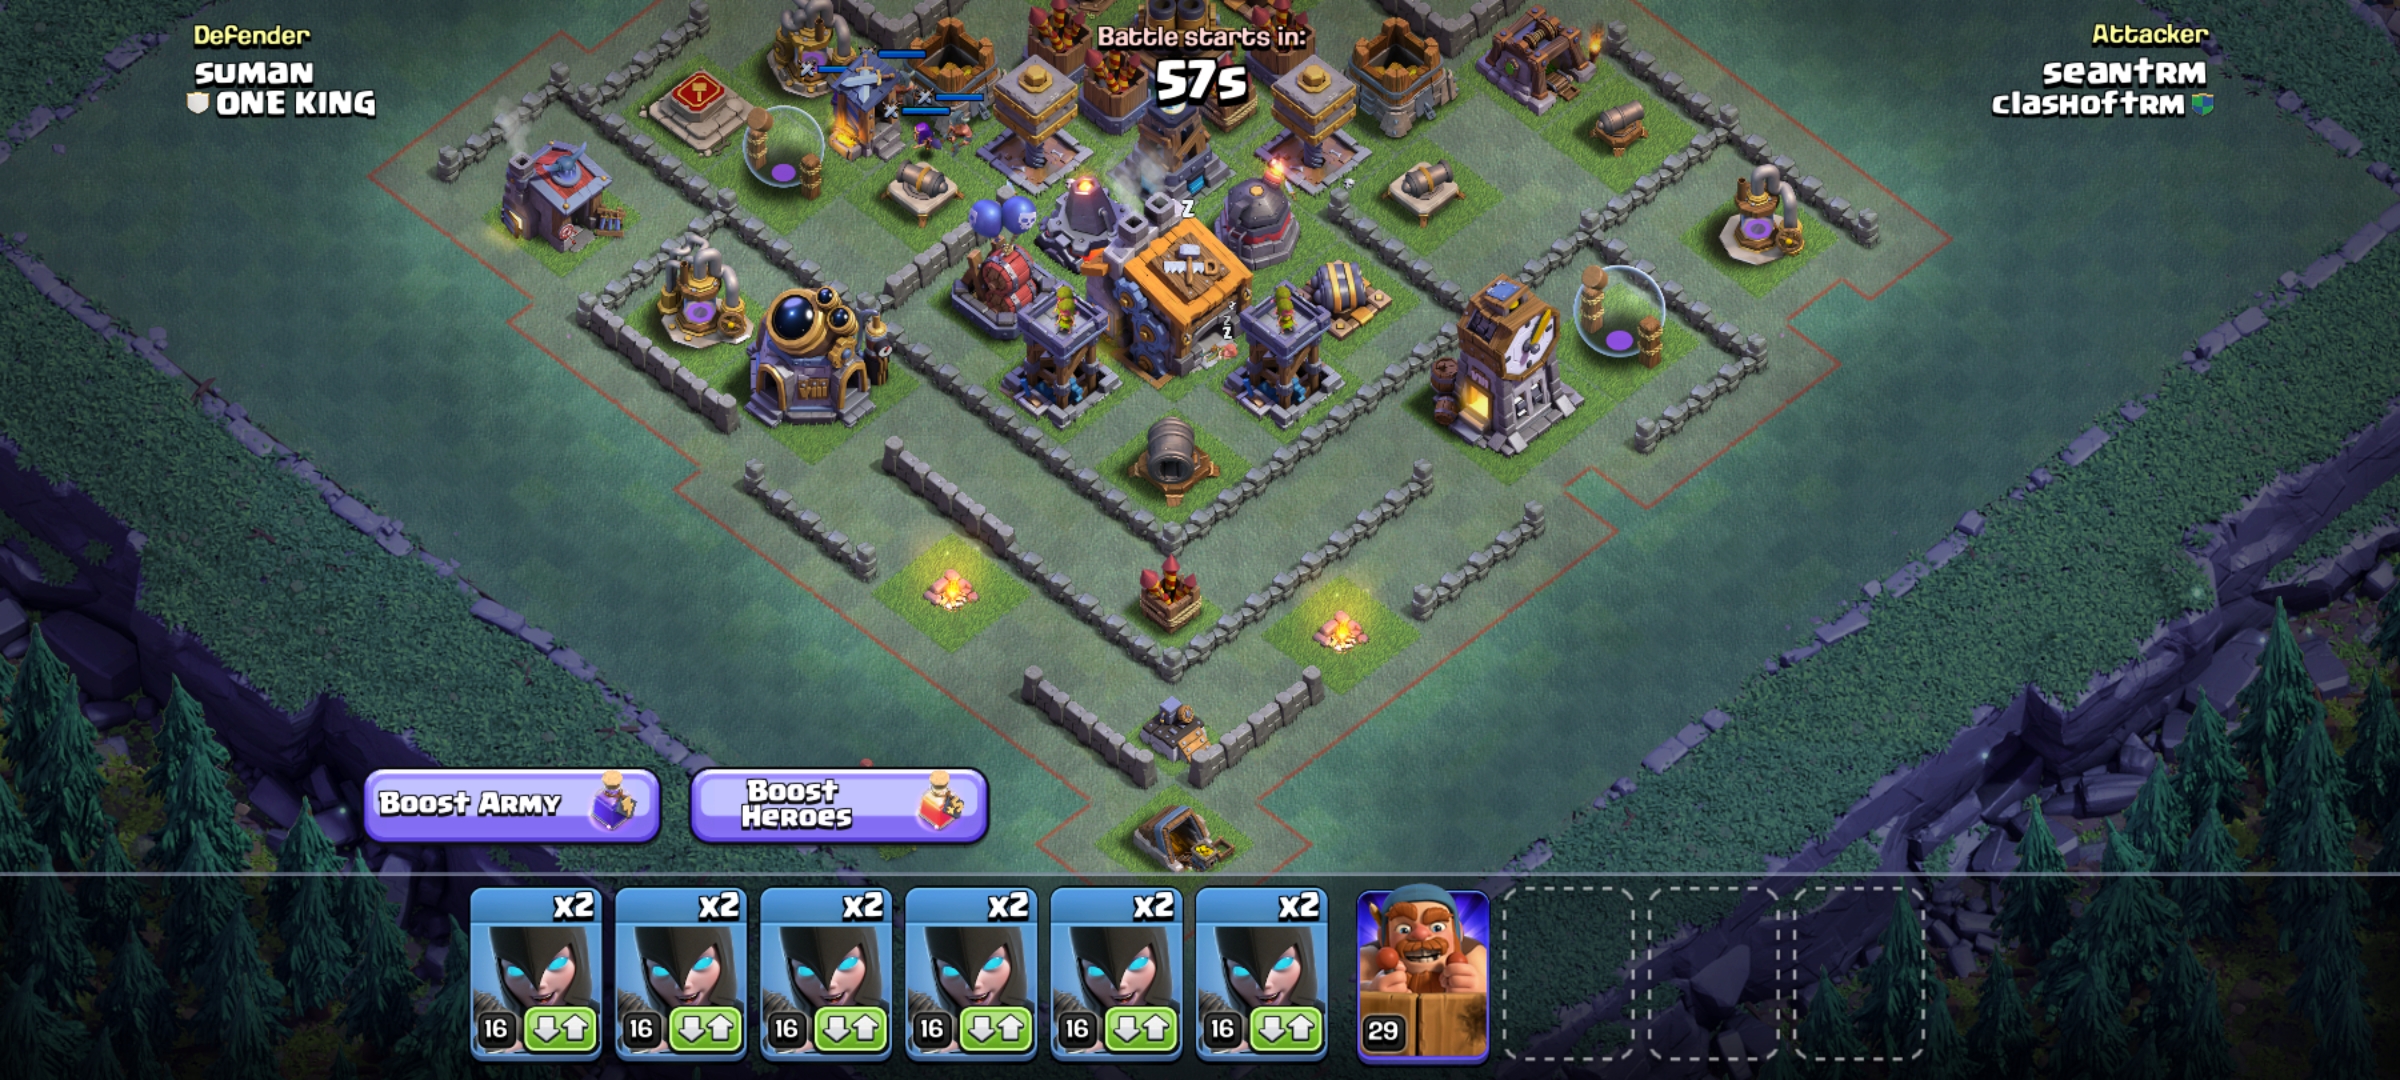 Defender
suman
ONE KING
Battle starts in:
57s
Attacker
seantrm
clashoftrm
z
z
z
VIII
Boost Army
Boost
Heroes
x2
x2
x2
x2
x2
x2
16
16
16
16
16
16
29